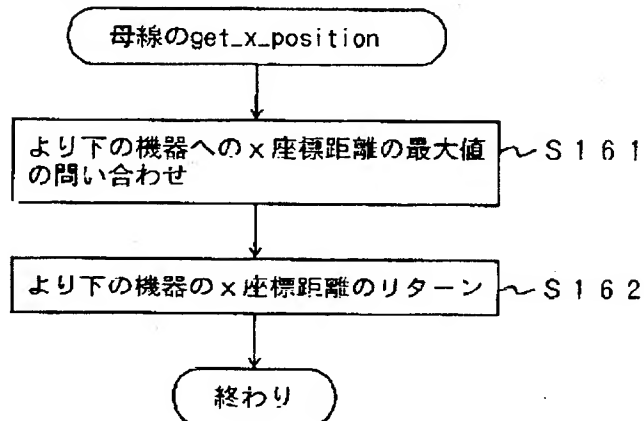 母線のget_x_position
より下の機器へのx座標距離の最大値
の問い合わせ
S161
より下の機器のx座標距離のリターン
S162
終わり